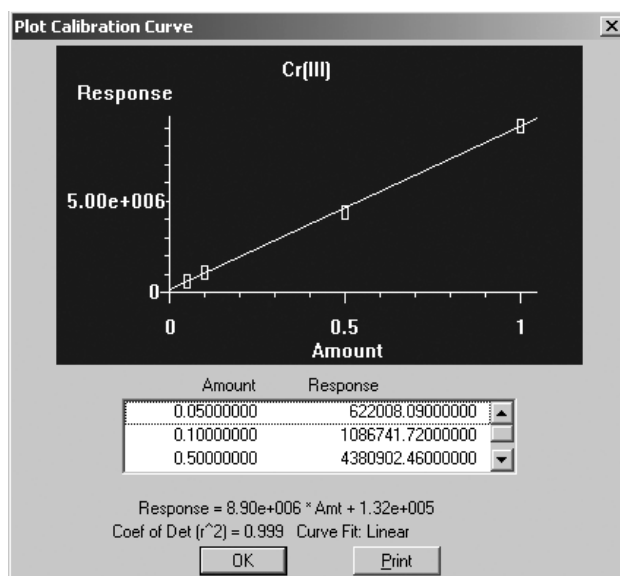 Plot Calibration Curve
Cr(III)
Response
5.00e+006
0
0 0.5 1
Amount
Amount Response
0.05000000 622008.09000000
0.10000000 1086741.72000000
0.50000000 4380902.46000000
Response = 8.90e+006 * Amt + 1.32e+005
Coef of Det (r^2) = 0.999 Curve Fit: Linear
OK Print